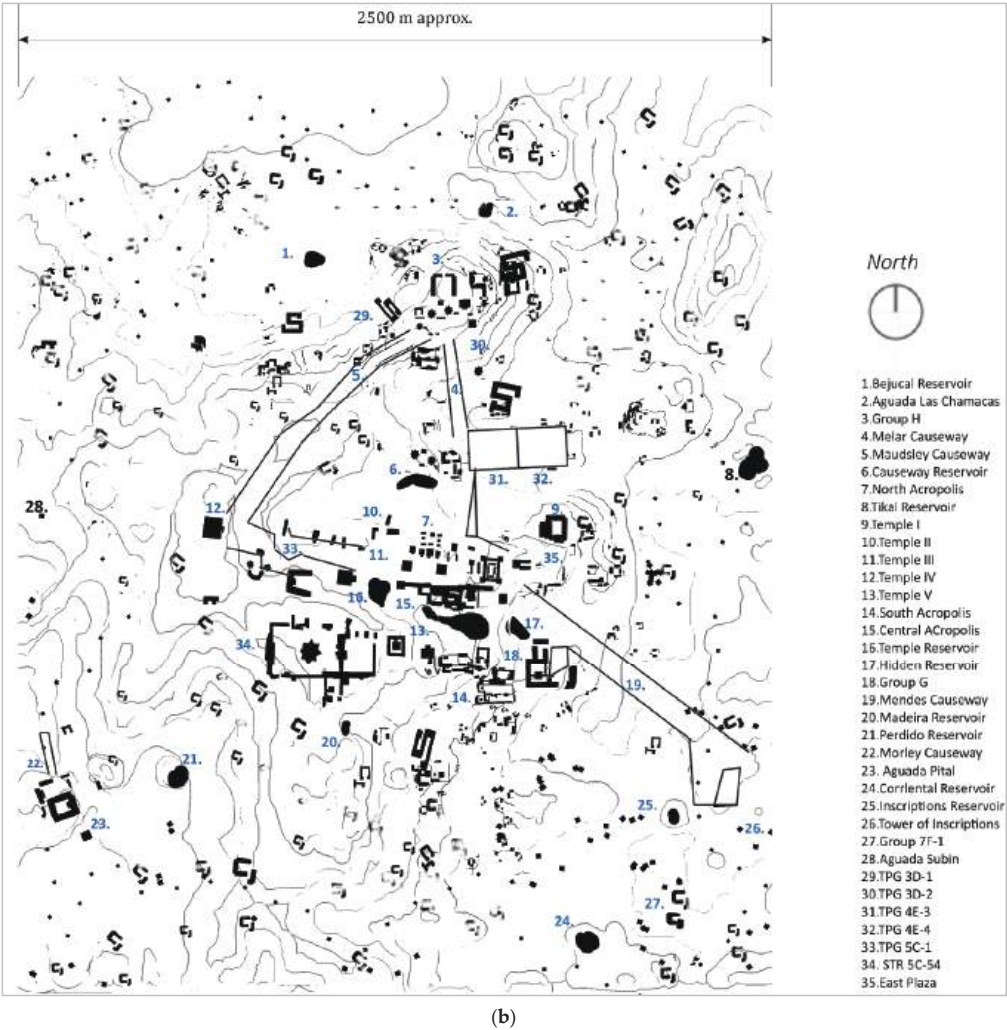 2500 m approx.
2.
1.
3.
29.
30.
5.
4.
6.
31.
32.
8.
28.
12.
10.
7.
9.
33.
11.
35.
16.
15.
13.
17.
34.
18.
14.
19.
20.
22.
21.
23.
25.
26.
27.
24.
North
1.Bejucal Reservoir
2.Aguada Las Chamacas
3.Group H
4.Melar Causeway
5.Maudsley Causeway
6.Causeway Reservoir
7.North Acropolis
8.Tikal Reservoir
9.Temple I
10.Temple II
11.Temple III
12.Temple IV
13.Temple V
14.South Acropolis
15.Central ACropolis
16.Temple Reservoir
17.Hidden Reservoir
18.Group G
19.Mendes Causeway
20.Madeira Reservoir
21.Perdido Reservoir
22.Morley Causeway
23. Aguada Pital
24.Corrlental Reservoir
25.Inscriptions Reservoir
26.Tower of Inscriptions
27.Group 7F-1
28.Aguada Subin
29.TPG 3D-1
30.TPG 3D-2
31.TPG 4E-3
32.TPG 4E-4
33.TPG 5C-1
34. STR 5C-54
35.East Plaza
(b)